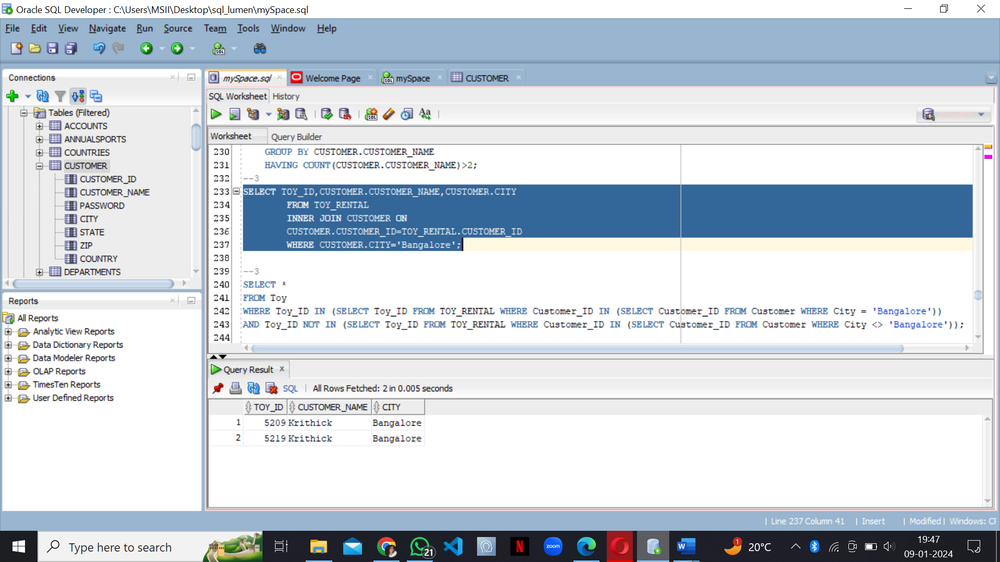 Oracle SQL Developer : C:\Users\MSII\Desktop\sql_lumen\mySpace.sql
File Edit View Navigate Run Source Team Tools Window Help
Connections
Tables (Filtered)
ACCOUNTS
ANNUALSPORTS
COUNTRIES
CUSTOMER
CUSTOMER_ID
CUSTOMER_NAME
PASSWORD
CITY
STATE
ZIP
COUNTRY
DEPARTMENTS
Reports
All Reports
Analytic View Reports
Data Dictionary Reports
Data Modeler Reports
OLAP Reports
TimesTen Reports
User Defined Reports
mySpace.sql Welcome Page mySpace CUSTOMER
SQL Worksheet History
Worksheet Query Builder
230 GROUP BY CUSTOMER.CUSTOMER_NAME
231 HAVING COUNT(CUSTOMER.CUSTOMER_NAME)>2;
232 --3
233 SELECT TOY_ID,CUSTOMER.CUSTOMER_NAME,CUSTOMER.CITY
234 FROM TOY_RENTAL
235 INNER JOIN CUSTOMER ON
236 CUSTOMER.CUSTOMER_ID=TOY_RENTAL.CUSTOMER_ID
237 WHERE CUSTOMER.CITY='Bangalore';
238
239 --3
240 SELECT *
241 FROM Toy
242 WHERE Toy_ID IN (SELECT Toy_ID FROM TOY_RENTAL WHERE Customer_ID IN (SELECT Customer_ID FROM Customer WHERE City = 'Bangalore'))
243 AND Toy_ID NOT IN (SELECT Toy_ID FROM TOY_RENTAL WHERE Customer_ID IN (SELECT Customer_ID FROM Customer WHERE City <> 'Bangalore'));
244
Query Result
SQL | All Rows Fetched: 2 in 0.005 seconds
TOY_ID CUSTOMER_NAME CITY
1 5209 Krithick Bangalore
2 5219 Krithick Bangalore
| Line 237 Column 41 | Insert | Modified | Windows: CF
Type here to search
21
zoom
1
20°C
19:47
09-01-2024